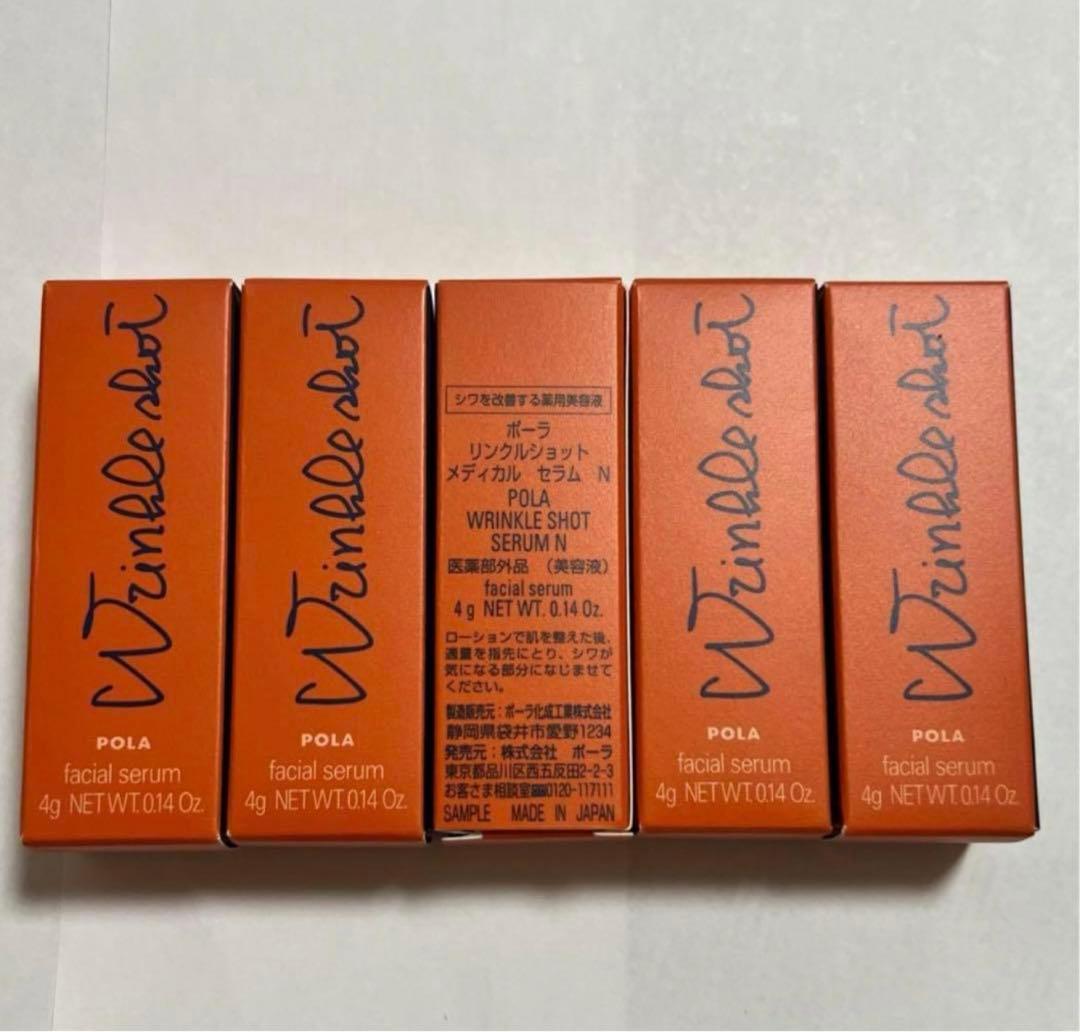 Wrinkle shot
POLA
facial serum
4g NET WT. 0.14 Oz.
Wrinkle shot
POLA
facial serum
4g NET WT. 0.14 Oz.
シワを改善する薬用美容液
ポーラ
リンクルショット
メディカル セラム N
POLA
WRINKLE SHOT
SERUM N
医薬部外品 (美容液)
facial serum
4 g NET WT. 0.14 Oz.
ローションで肌を整えた後、
適量を指先にとり、シワが
気になる部分になじませて
ください。
製造販売元:ポーラ化成工業株式会社
静岡県袋井市愛野1234
発売元:株式会社 ポーラ
東京都品川区西五反田2-2-3
お客さま相談室0120-117111
SAMPLE MADE IN JAPAN
Wrinkle shot
POLA
facial serum
4g NET WT. 0.14 Oz.
Wrinkle shot
POLA
facial serum
4g NET WT. 0.14 Oz.